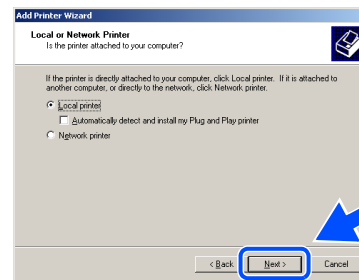 Add Printer Wizard
Local or Network Printer
Is the printer attached to your computer?
If the printer is directly attached to your computer, click Local printer. If it is attached to
another computer, or directly to the network, click Network printer.
Local printer
Automatically detect and install my Plug and Play printer
Network printer
< Back
Next >
Cancel